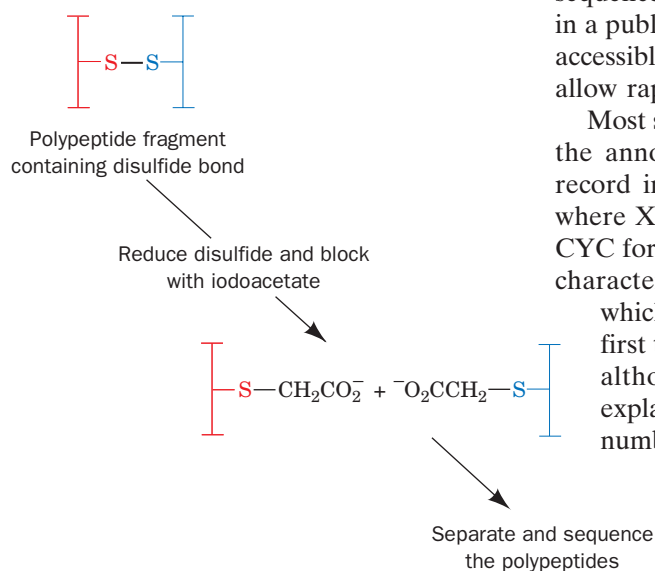 S—S
Polypeptide fragment
containing disulfide bond
Reduce disulfide and block
with iodoacetate
S—CH₂CO₂⁻ + ⁻O₂CCH₂—S
Separate and sequence
the polypeptides
in a publ
accessibl
allow rap
Most s
the anno
record in
where X
CYC for
characte
which
first
altho
expla
numb